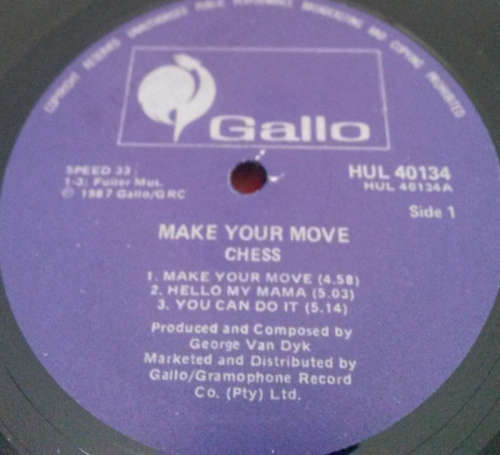 COPYRIGHT RESERVED UNAUTHORISED PUBLIC PERFORMANCE BROADCASTING AND COPYING PROHIBITED
Gallo
SPEED 33
1-3: Fuller Mus.
© 1987 Gallo/GRC
HUL 40134
HUL 40134A
Side 1
MAKE YOUR MOVE
CHESS
1. MAKE YOUR MOVE (4.58)
2. HELLO MY MAMA (5.03)
3. YOU CAN DO IT (5.14)
Produced and Composed by
George Van Dyk
Marketed and Distributed by
Gallo/Gramophone Record
Co. (Pty) Ltd.